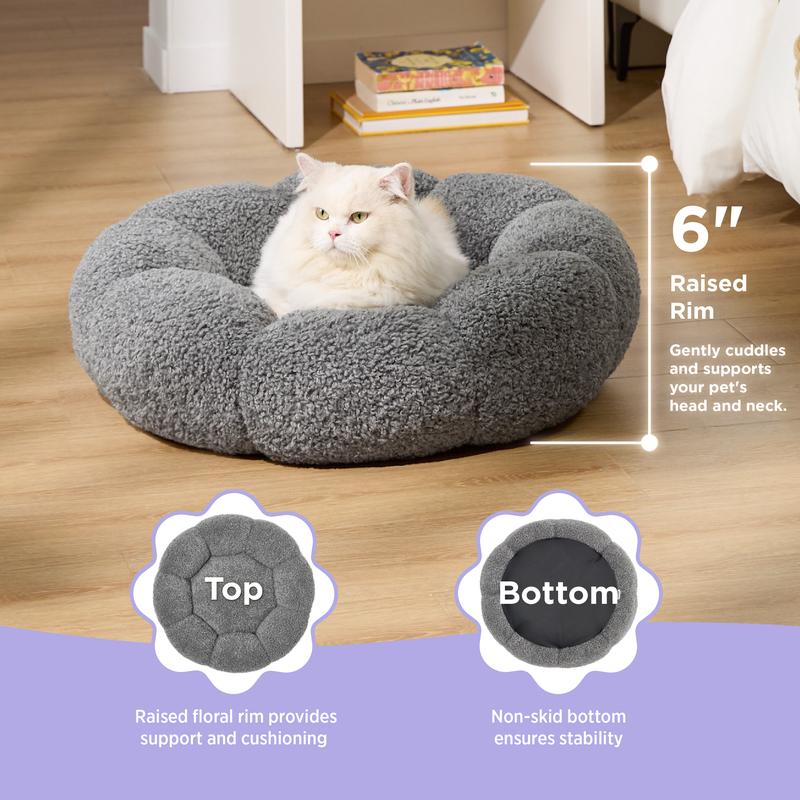 6"
Raised
Rim
Gently cuddles
and supports
your pet's
head and neck.
Top
Bottom
Raised floral rim provides
support and cushioning
Non-skid bottom
ensures stability